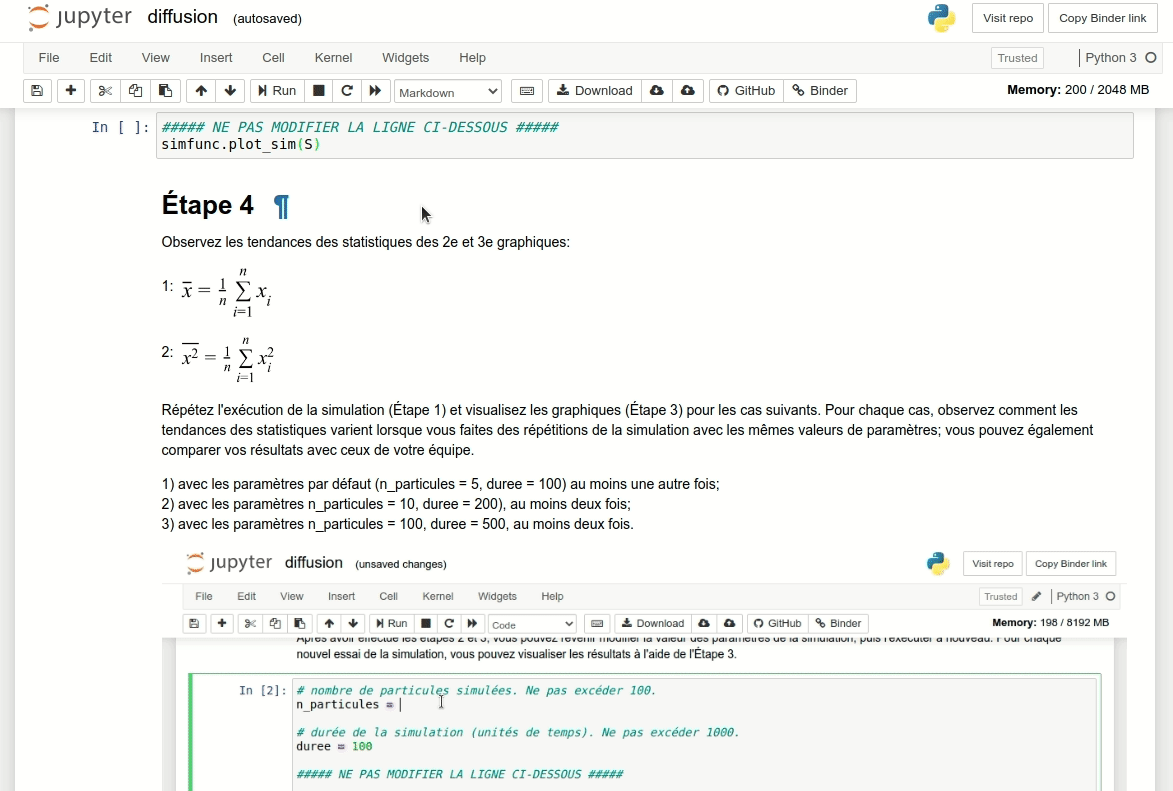 jupyter diffusion (autosaved) Visit repo Copy Binder link
File Edit View Insert Cell Kernel Widgets Help Trusted Python 3
Run Markdown Download GitHub Binder Memory: 200 / 2048 MB
In [ ]: ##### NE PAS MODIFIER LA LIGNE CI-DESSOUS #####
simfunc.plot_sim(S)
Étape 4 ¶
Observez les tendances des statistiques des 2e et 3e graphiques:
1: x̅ = 1/n ∑_{i=1}^{n} x_i
2: \overline{x^2} = 1/n ∑_{i=1}^{n} x_i^2
Répétez l'exécution de la simulation (Étape 1) et visualisez les graphiques (Étape 3) pour les cas suivants. Pour chaque cas, observez comment les
tendances des statistiques varient lorsque vous faites des répétitions de la simulation avec les mêmes valeurs de paramètres; vous pouvez également
comparer vos résultats avec ceux de votre équipe.
1) avec les paramètres par défaut (n_particules = 5, duree = 100) au moins une autre fois;
2) avec les paramètres n_particules = 10, duree = 200), au moins deux fois;
3) avec les paramètres n_particules = 100, duree = 500, au moins deux fois.
jupyter diffusion (unsaved changes) Visit repo Copy Binder link
File Edit View Insert Cell Kernel Widgets Help Trusted Python 3
Run Code Download GitHub Binder Memory: 198 / 8192 MB
Après avoir effectué les étapes 2 et 3, vous pouvez revenir modifier la valeur des paramètres de la simulation, puis l'exécuter à nouveau. Pour chaque
nouvel essai de la simulation, vous pouvez visualiser les résultats à l'aide de l'Étape 3.
In [2]: # nombre de particules simulées. Ne pas excéder 100.
n_particules =
# durée de la simulation (unités de temps). Ne pas excéder 1000.
duree = 100
##### NE PAS MODIFIER LA LIGNE CI-DESSOUS #####